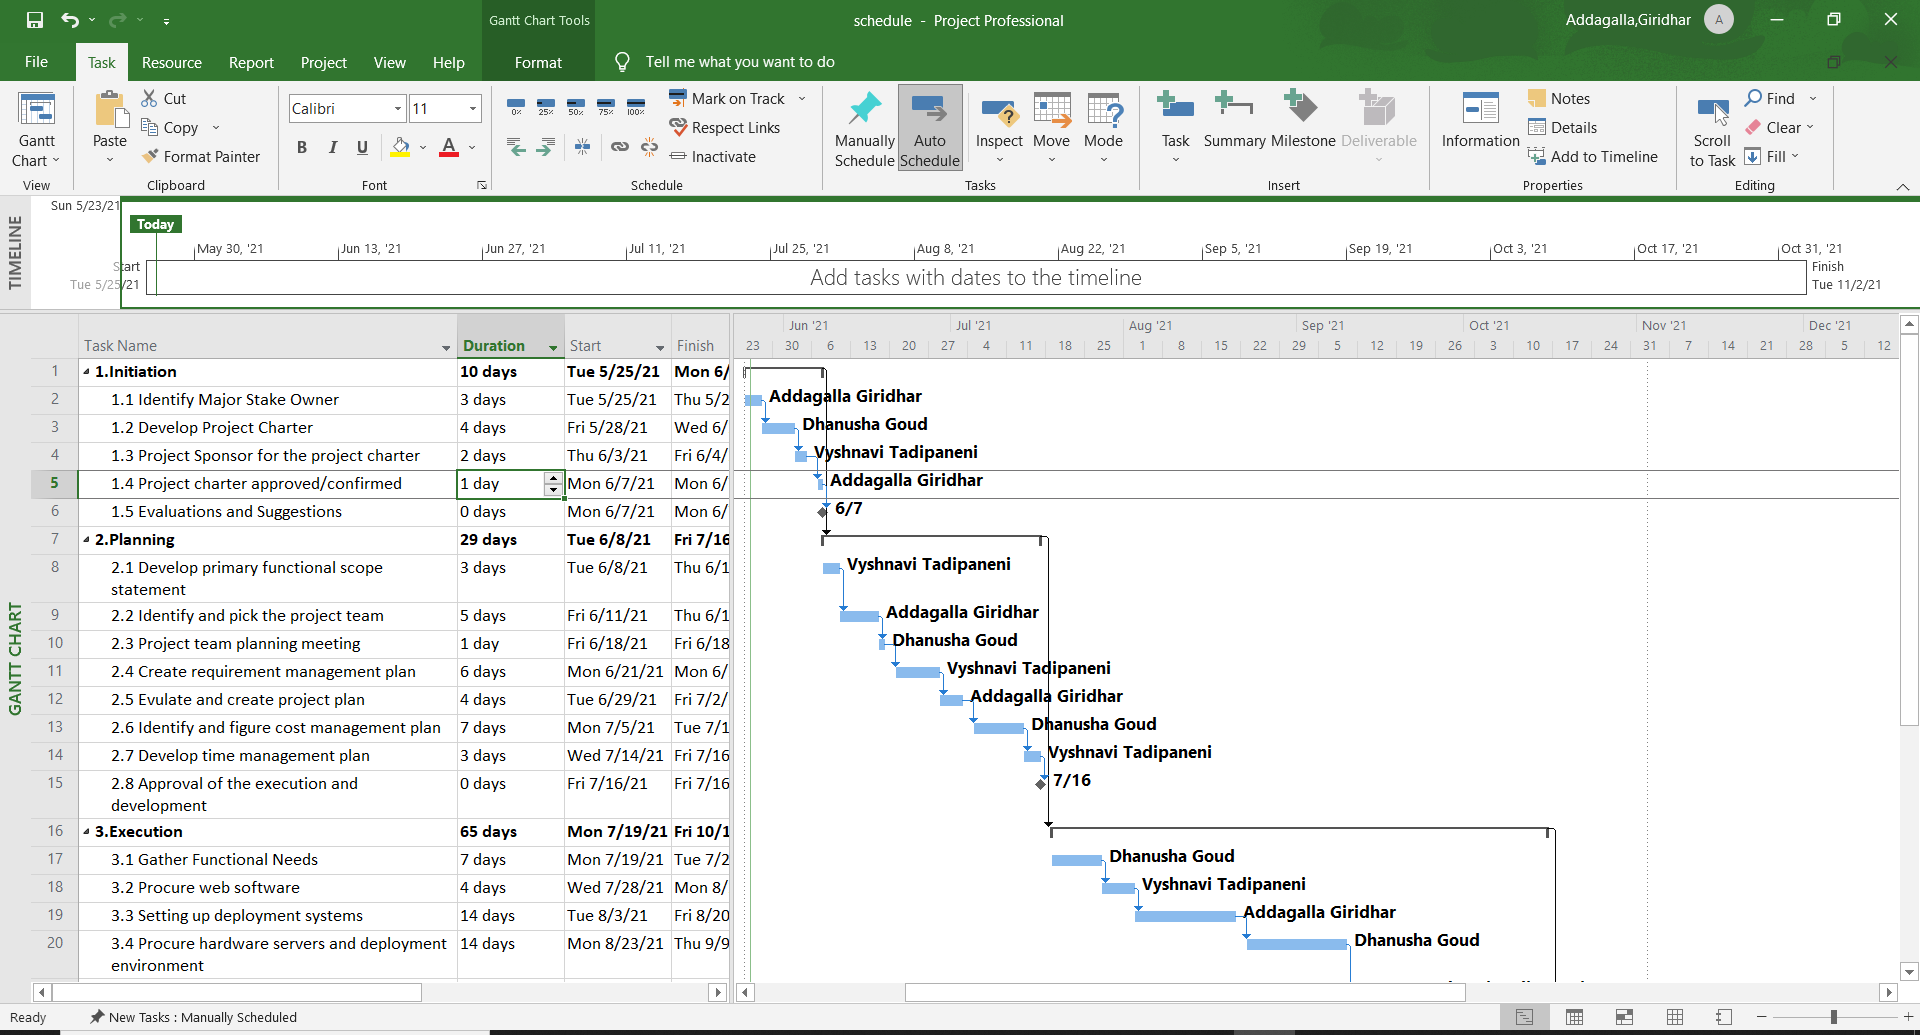 Gantt Chart Tools
schedule - Project Professional
Addagalla,Giridhar
A
File
Task
Resource
Report
Project
View
Help
Format
Tell me what you want to do
Gantt
Chart
View
Paste
Cut
Copy
Format Painter
Clipboard
Calibri
11
B I U
A
Font
0% 25% 50% 75% 100%
Mark on Track
Respect Links
Inactivate
Schedule
Manually
Schedule
Auto
Schedule
Inspect
Move
Mode
Tasks
Task
Summary
Milestone
Deliverable
Insert
Information
Notes
Details
Add to Timeline
Properties
Scroll
to Task
Find
Clear
Fill
Editing
TIMELINE
Sun 5/23/21
Today
May 30, '21
Jun 13, '21
Jun 27, '21
Jul 11, '21
Jul 25, '21
Aug 8, '21
Aug 22, '21
Sep 5, '21
Sep 19, '21
Oct 3, '21
Oct 17, '21
Oct 31, '21
Start
Tue 5/25/21
Add tasks with dates to the timeline
Finish
Tue 11/2/21
GANTT CHART
Task Name
Duration
Start
Finish
Jun '21
Jul '21
Aug '21
Sep '21
Oct '21
Nov '21
Dec '21
23 30 6 13 20 27 4 11 18 25 1 8 15 22 29 5 12 19 26 3 10 17 24 31 7 14 21 28 5 12
1 1.Initiation 10 days Tue 5/25/21 Mon 6/
2 1.1 Identify Major Stake Owner 3 days Tue 5/25/21 Thu 5/2
Addagalla Giridhar
3 1.2 Develop Project Charter 4 days Fri 5/28/21 Wed 6/
Dhanusha Goud
4 1.3 Project Sponsor for the project charter 2 days Thu 6/3/21 Fri 6/4/
Vyshnavi Tadipaneni
5 1.4 Project charter approved/confirmed 1 day Mon 6/7/21 Mon 6/
Addagalla Giridhar
6 1.5 Evaluations and Suggestions 0 days Mon 6/7/21 Mon 6/
6/7
7 2.Planning 29 days Tue 6/8/21 Fri 7/16
8 2.1 Develop primary functional scope 3 days Tue 6/8/21 Thu 6/1
statement
Vyshnavi Tadipaneni
9 2.2 Identify and pick the project team 5 days Fri 6/11/21 Thu 6/1
Addagalla Giridhar
10 2.3 Project team planning meeting 1 day Fri 6/18/21 Fri 6/18
Dhanusha Goud
11 2.4 Create requirement management plan 6 days Mon 6/21/21 Mon 6/
Vyshnavi Tadipaneni
12 2.5 Evulate and create project plan 4 days Tue 6/29/21 Fri 7/2/
Addagalla Giridhar
13 2.6 Identify and figure cost management plan 7 days Mon 7/5/21 Tue 7/1
Dhanusha Goud
14 2.7 Develop time management plan 3 days Wed 7/14/21 Fri 7/16
Vyshnavi Tadipaneni
15 2.8 Approval of the execution and 0 days Fri 7/16/21 Fri 7/16
development
7/16
16 3.Execution 65 days Mon 7/19/21 Fri 10/1
17 3.1 Gather Functional Needs 7 days Mon 7/19/21 Tue 7/2
Dhanusha Goud
18 3.2 Procure web software 4 days Wed 7/28/21 Mon 8/
Vyshnavi Tadipaneni
19 3.3 Setting up deployment systems 14 days Tue 8/3/21 Fri 8/20
Addagalla Giridhar
20 3.4 Procure hardware servers and deployment 14 days Mon 8/23/21 Thu 9/9
environment
Dhanusha Goud
Ready
New Tasks : Manually Scheduled